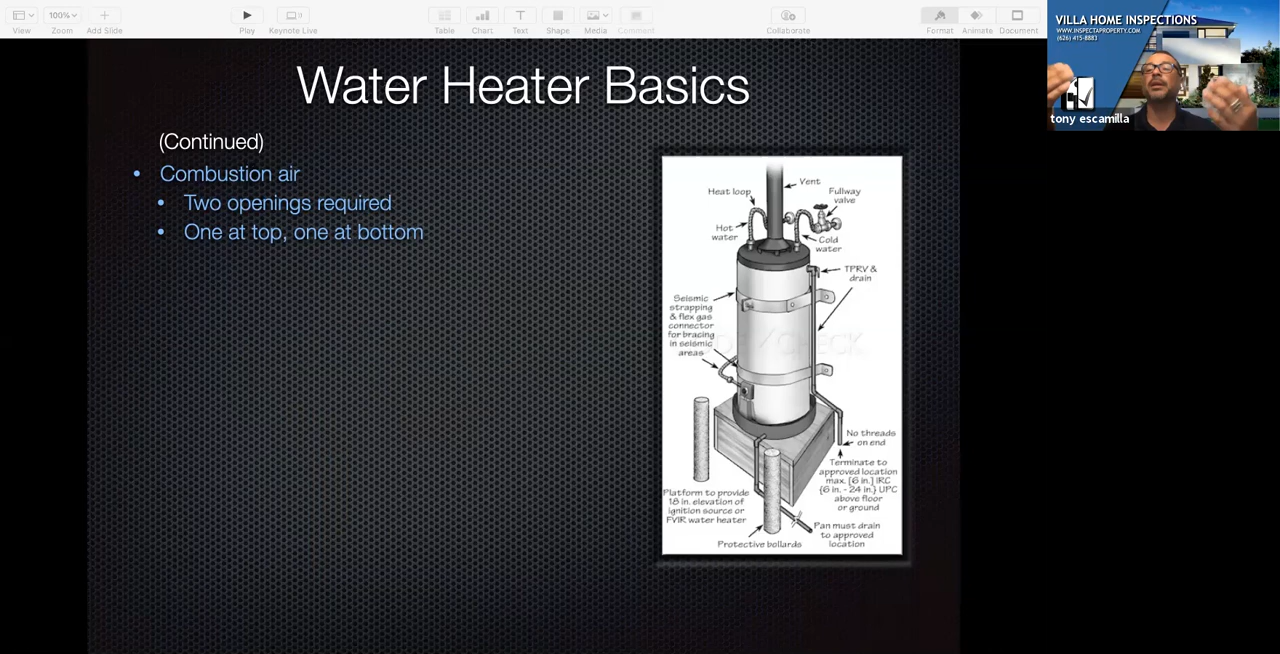 View
100%
Zoom
Add Slide
Play
Keynote Live
Table
Chart
Text
Shape
Media
Comment
Collaborate
Format
Animate
Document
VILLA HOME INSPECTIONS
WWW.INSPECTAPROPERTY.COM
(626) 415-8883
tony escamilla
Water Heater Basics
(Continued)
• Combustion air
• Two openings required
• One at top, one at bottom
Vent
Heat loop
Fullway
valve
Hot
water
Cold
water
TPRV &
drain
Seismic
strapping
& flex gas
connector
for bracing
in seismic
areas
No threads
on end
Terminate to
approved location
max. [6 in.] IRC
{6 in. - 24 in.} UPC
above floor
or ground
Platform to provide
18 in. elevation of
ignition source or
FVIR water heater
Pan must drain
to approved
location
Protective bollards